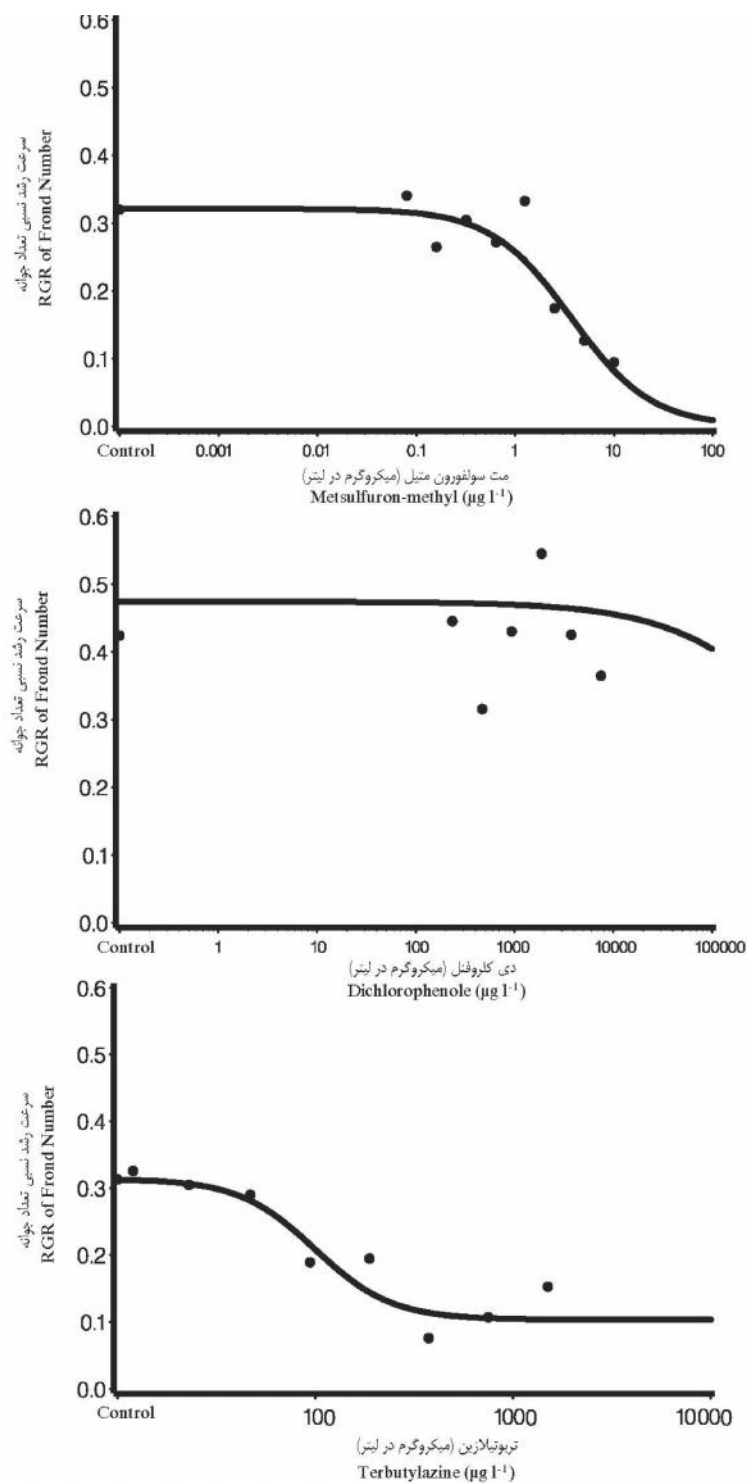 0.6
0.5
0.4
0.3
0.2
0.1
0.0
سرعت رشد نسبی تعداد جوانه
RGR of Frond Number
Control 0.001 0.01 0.1 1 10 100
مت سولفورون متیل (میکروگرم در لیتر)
Metsulfuron-methyl (µg l⁻¹)
0.6
0.5
0.4
0.3
0.2
0.1
0.0
سرعت رشد نسبی تعداد جوانه
RGR of Frond Number
Control 1 10 100 1000 10000 100000
دی کلروفنل (میکروگرم در لیتر)
Dichlorophenole (µg l⁻¹)
0.6
0.5
0.4
0.3
0.2
0.1
0.0
سرعت رشد نسبی تعداد جوانه
RGR of Frond Number
Control 100 1000 10000
تربوتیلازین (میکروگرم در لیتر)
Terbutylazine (µg l⁻¹)